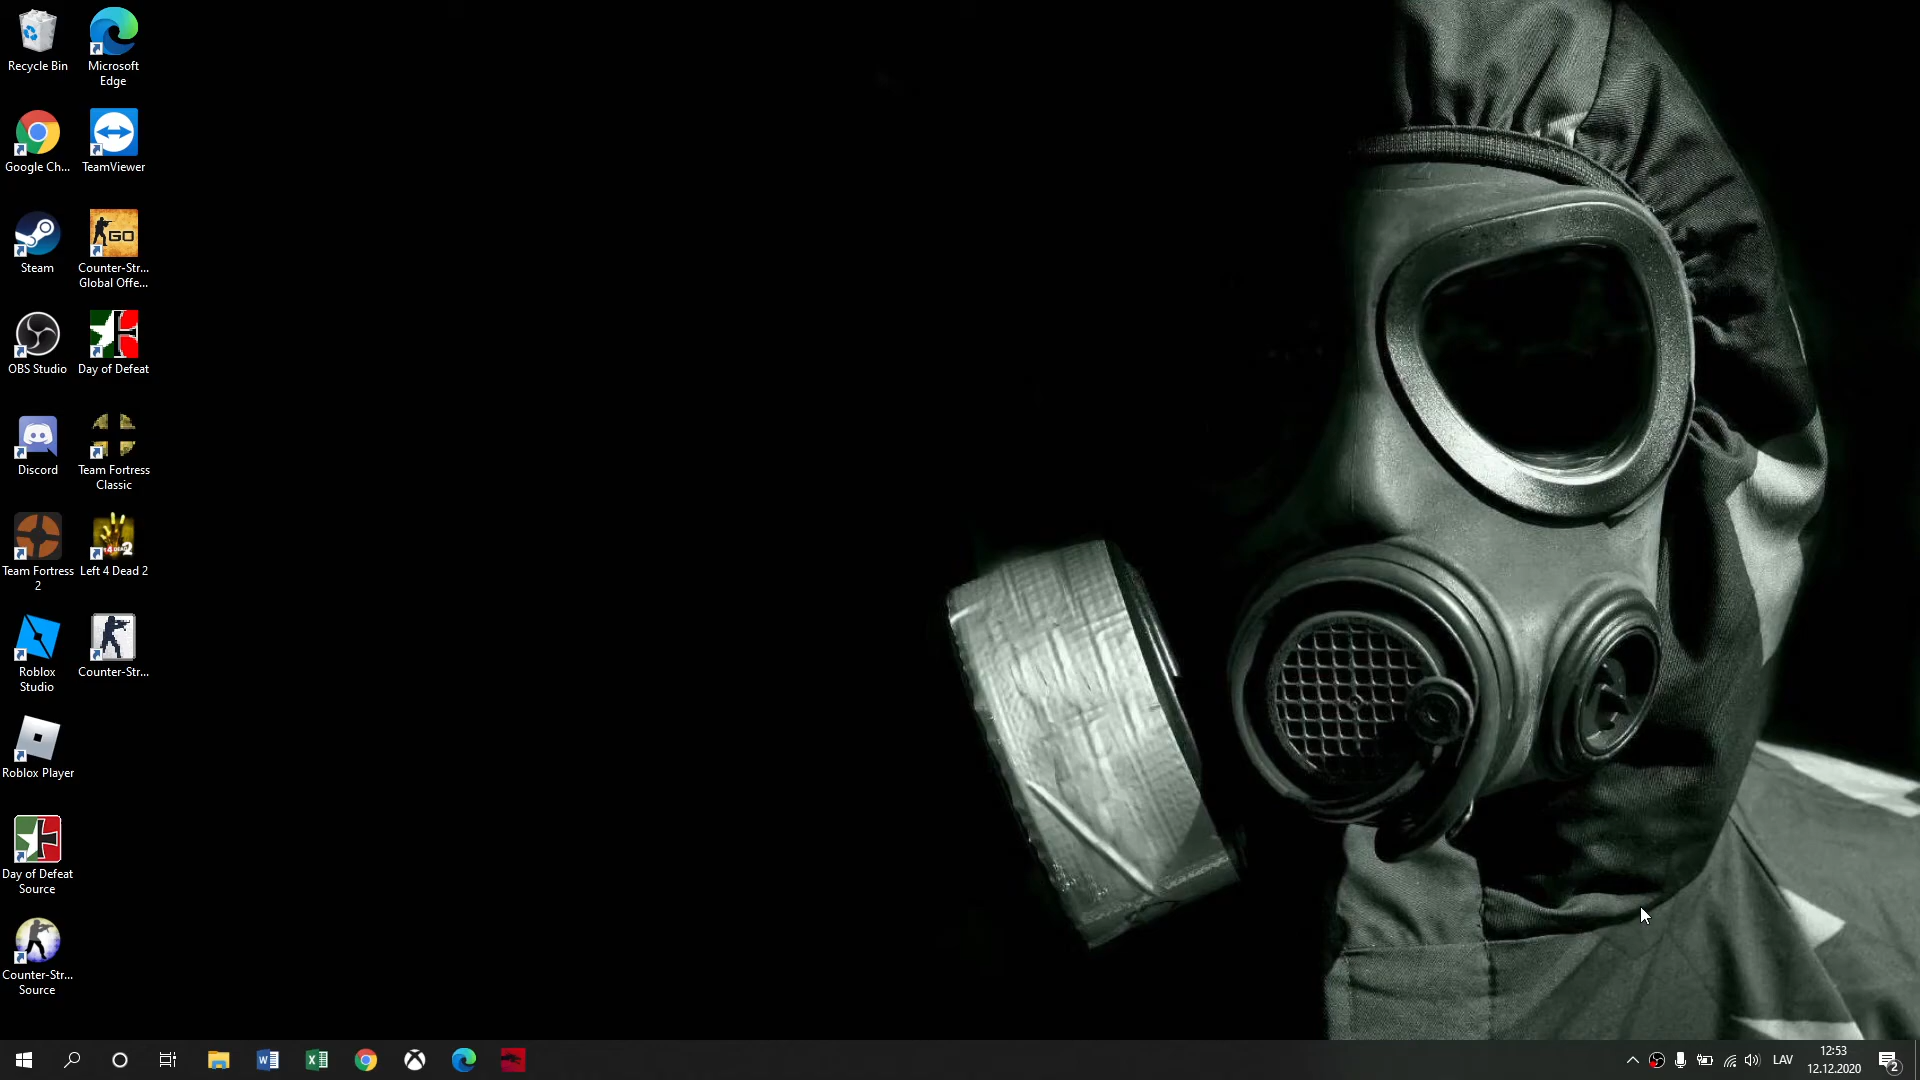 Recycle Bin
Microsoft
Edge
Google Ch...
TeamViewer
Steam
GO
Counter-Str...
Global Offe...
OBS Studio
Day of Defeat
Discord
Team Fortress
Classic
Team Fortress
2
Left 4 Dead 2
Roblox
Studio
Counter-Str...
Roblox Player
Day of Defeat
Source
Counter-Str...
Source
LAV
12:53
12.12.2020
2